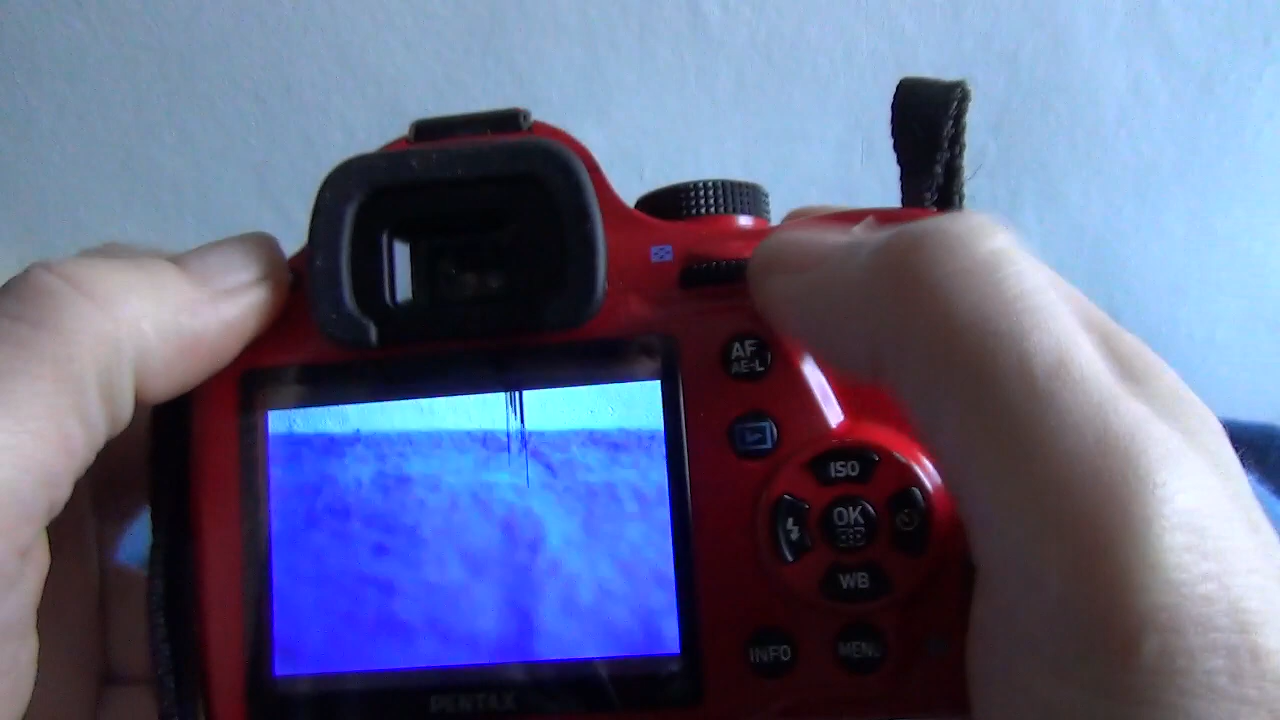 AF
AE-L
ISO
OK
WB
INFO
MENU
PENTAX